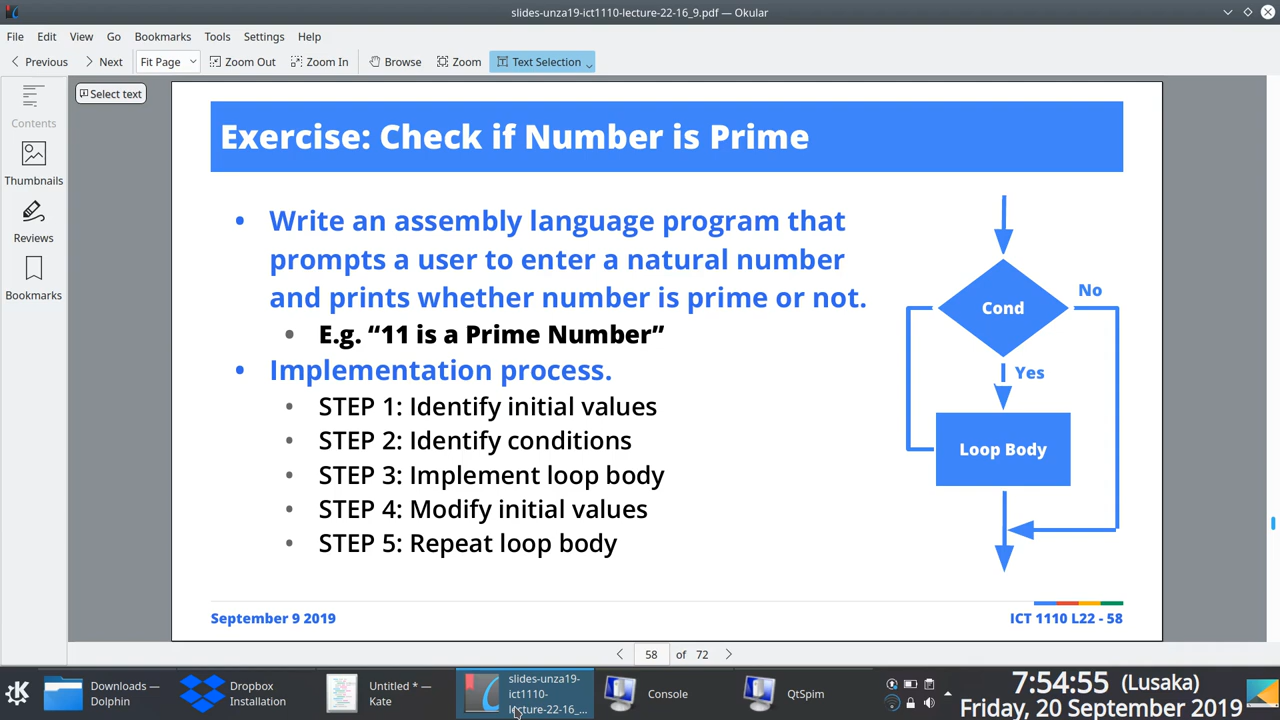 slides-unza19-ict1110-lecture-22-16_9.pdf — Okular
File Edit View Go Bookmarks Tools Settings Help
Previous Next Fit Page Zoom Out Zoom In Browse Zoom Text Selection
Contents
Thumbnails
Reviews
Bookmarks
Select text
Exercise: Check if Number is Prime
• Write an assembly language program that
prompts a user to enter a natural number
and prints whether number is prime or not.
• E.g. “11 is a Prime Number”
• Implementation process.
• STEP 1: Identify initial values
• STEP 2: Identify conditions
• STEP 3: Implement loop body
• STEP 4: Modify initial values
• STEP 5: Repeat loop body
Cond
No
Yes
Loop Body
September 9 2019
ICT 1110 L22 - 58
58 of 72
Downloads —
Dolphin
Dropbox
Installation
Untitled * —
Kate
slides-unza19-
ict1110-
lecture-22-16_...
Console
QtSpim
7:54:55 (Lusaka)
Friday, 20 September 2019